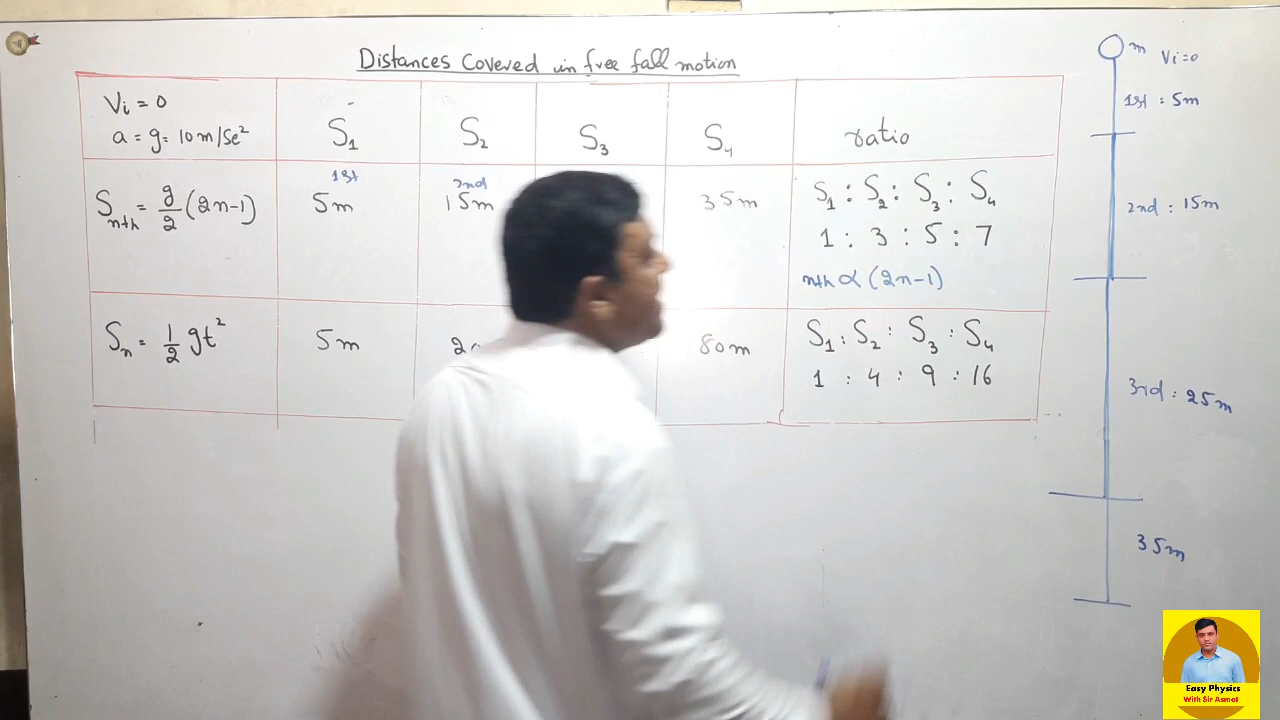 Distances Covered in free fall motion
Vi = 0
a = g = 10 m/Se²
S₁
S₂
S₃
S₄
ratio
Sₙₜₕ = g/2 (2n-1)
1st
5m
2nd
15m
35m
S₁ : S₂ : S₃ : S₄
1 : 3 : 5 : 7
nth ∝ (2n-1)
Sₙ = 1/2 gt²
5m
80m
S₁ : S₂ : S₃ : S₄
1 : 4 : 9 : 16
m Vi=0
1st : 5m
2nd : 15m
3rd : 25m
35m
Easy Physics
With Sir Asmat